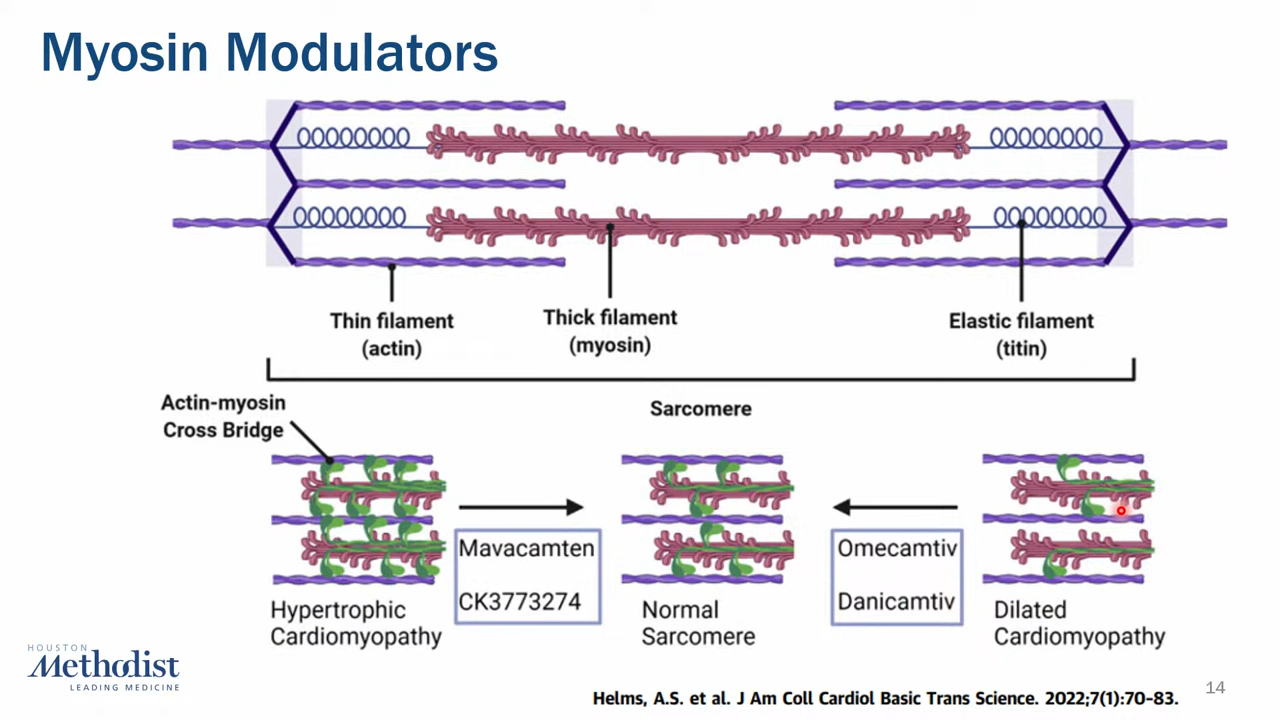 Myosin Modulators
Thin filament
(actin)
Thick filament
(myosin)
Elastic filament
(titin)
Actin-myosin
Cross Bridge
Sarcomere
Mavacamten
CK3773274
Omecamtiv
Danicamtiv
Hypertrophic
Cardiomyopathy
Normal
Sarcomere
Dilated
Cardiomyopathy
HOUSTON
Methodist
LEADING MEDICINE
Helms, A.S. et al. J Am Coll Cardiol Basic Trans Science. 2022;7(1):70–83.
14